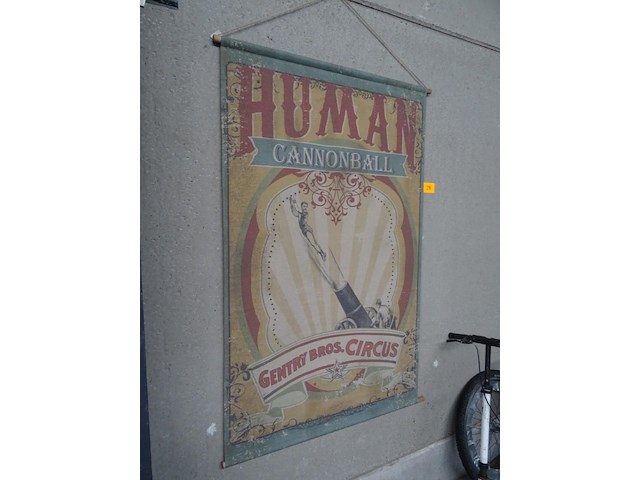 HUMAN
CANNONBALL
GENTRY BROS. CIRCUS